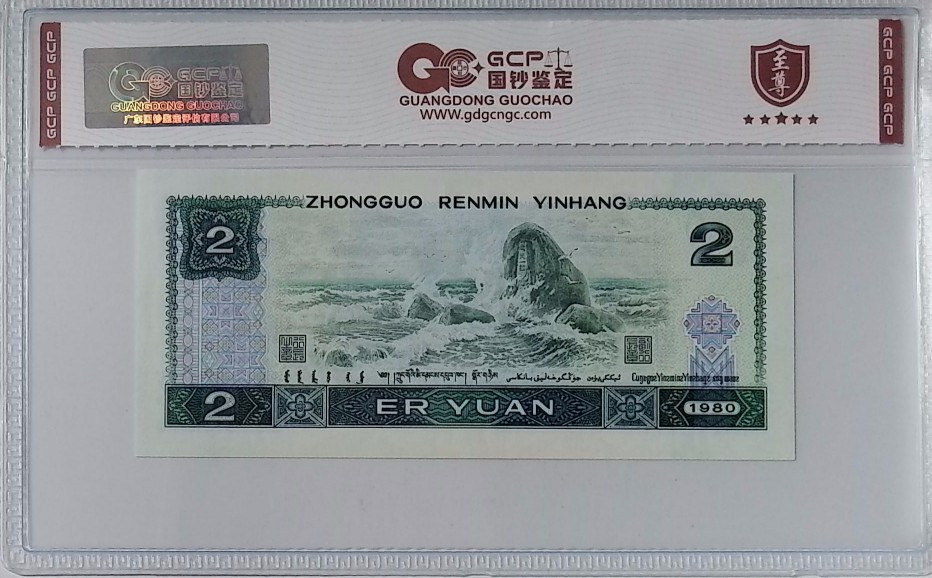 GCP GCP GCP
GCP
国钞鉴定
GUANGDONG GUOCHAO
广东国钞鉴定评估有限公司
GCP
国钞鉴定
GUANGDONG GUOCHAO
www.gdgcngc.com
至尊
GCP GCP GCP
ZHONGGUO RENMIN YINHANG
2
2
2
ER YUAN
1980